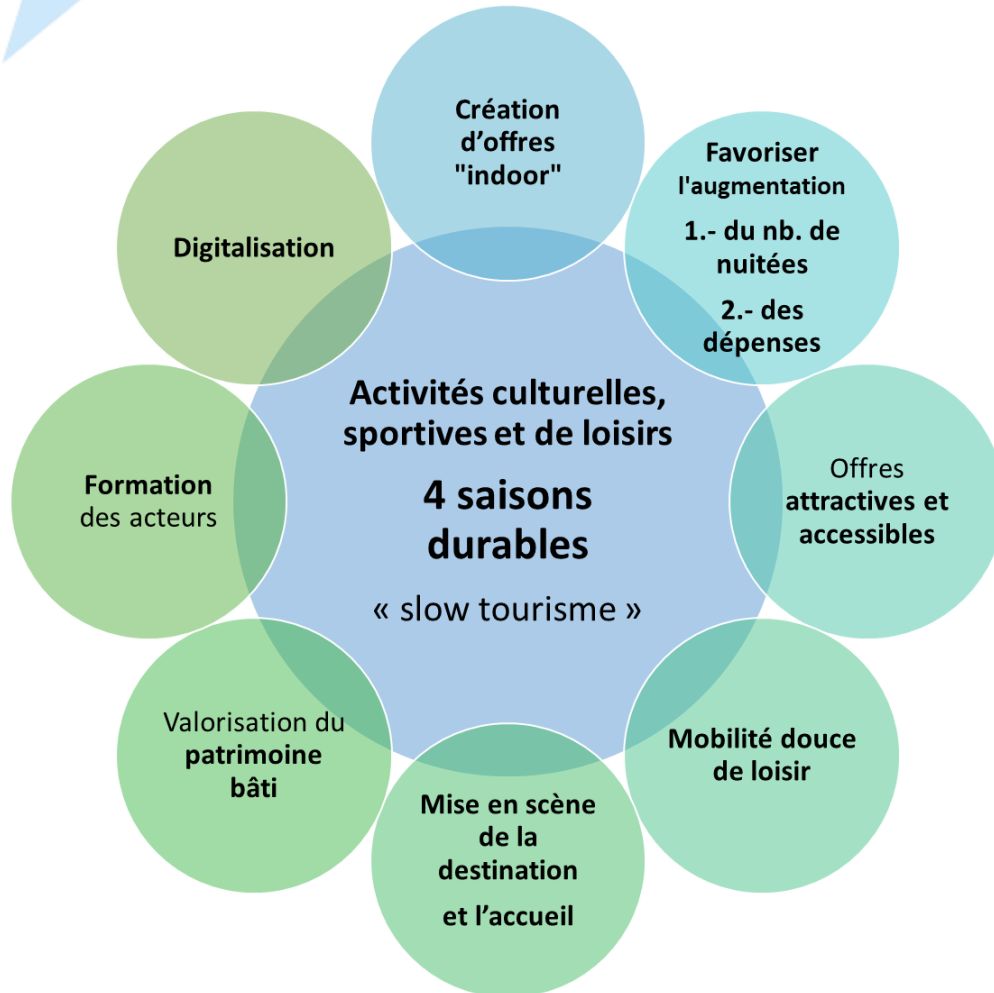 Création
d’offres
"indoor"
Favoriser
l'augmentation
1.- du nb. de
nuitées
2.- des
dépenses
Offres
attractives et
accessibles
Mobilité douce
de loisir
Mise en scène
de la
destination
et l’accueil
Valorisation du
patrimoine
bâti
Formation
des acteurs
Digitalisation
Activités culturelles,
sportives et de loisirs
4 saisons
durables
« slow tourisme »